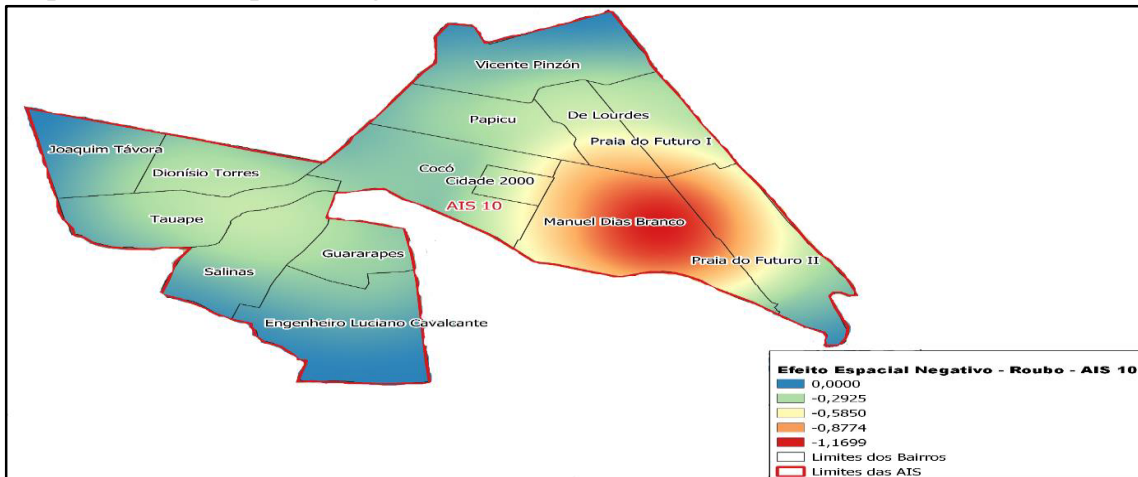 Vicente Pinzón
Papicu
De Lourdes
Joaquim Távora
Praia do Futuro I
Dionísio Torres
Cocó
Cidade 2000
AIS 10
Tauape
Manuel Dias Branco
Guararapes
Praia do Futuro II
Salinas
Engenheiro Luciano Cavalcante
Efeito Espacial Negativo - Roubo - AIS 10
0,0000
-0,2925
-0,5850
-0,8774
-1,1699
Limites dos Bairros
Limites das AIS